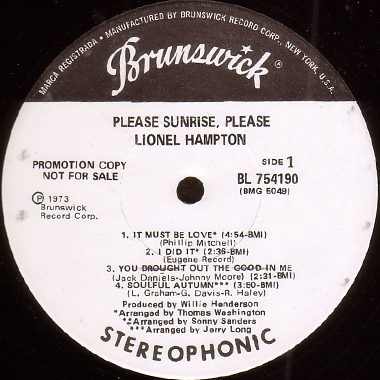 MARCA REGISTRADA • MANUFACTURED BY BRUNSWICK RECORD CORP., NEW YORK, U.S.A.
Brunswick
PLEASE SUNRISE, PLEASE
LIONEL HAMPTON
PROMOTION COPY
NOT FOR SALE
SIDE 1
BL 754190
(BMG 5049)
Ⓟ 1973
Brunswick
Record Corp.
1. IT MUST BE LOVE* (4:54-BMI)
(Phillip Mitchell)
2. I DID IT* (2:36-BMI)
(Eugene Record)
3. YOU BROUGHT OUT THE GOOD IN ME
(Jack Daniels-Johnny Moore) (2:31-BMI)
4. SOULFUL AUTUMN*** (3:50-BMI)
(L. Graham-G. Davis-R. Haley)
Produced by Willie Henderson
*Arranged by Thomas Washington
**Arranged by Sonny Sanders
***Arranged by Jerry Long
STEREOPHONIC